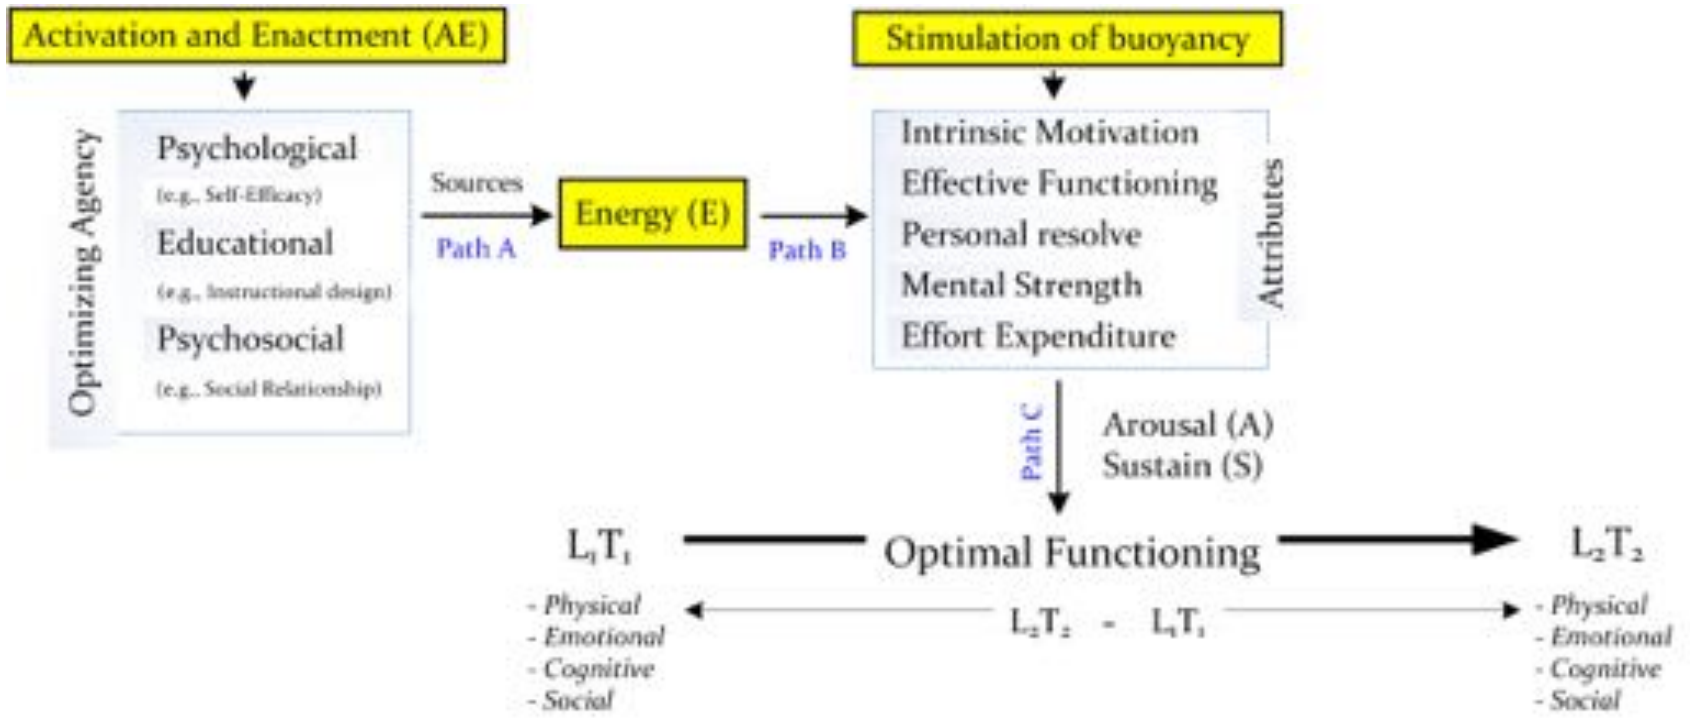 Activation and Enactment (AE)
Optimizing Agency
Psychological
(e.g., Self-Efficacy)
Educational
(e.g., Instructional design)
Psychosocial
(e.g., Social Relationship)
Sources
Path A
Energy (E)
Path B
Stimulation of buoyancy
Intrinsic Motivation
Effective Functioning
Personal resolve
Mental Strength
Effort Expenditure
Attributes
Path C
Arousal (A)
Sustain (S)
L₁T₁
Optimal Functioning
L₂T₂
- Physical
- Emotional
- Cognitive
- Social
L₂T₂ - L₁T₁
- Physical
- Emotional
- Cognitive
- Social